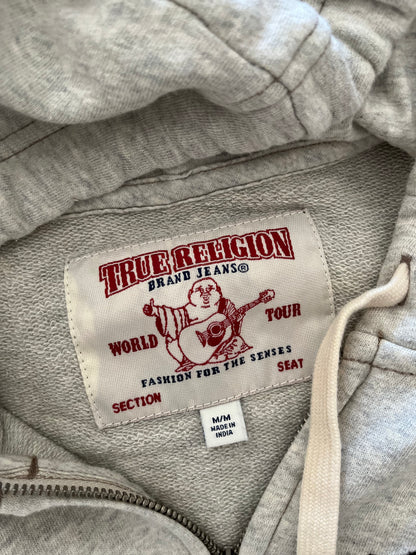 TRUE RELIGION
BRAND JEANS®
WORLD TOUR
FASHION FOR THE SENSES
SECTION SEAT
M/M
MADE IN
INDIA